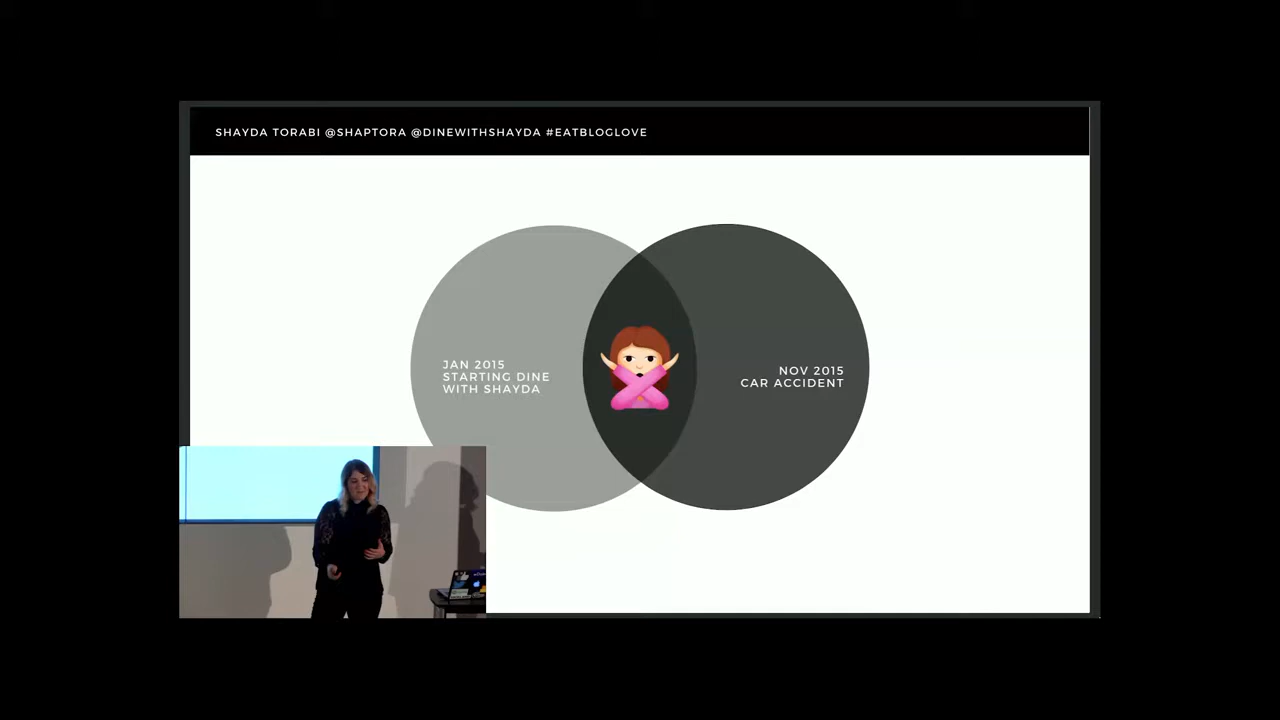 SHAYDA TORABI @SHAPTORA @DINEWITHSHAYDA #EATBLOGLOVE
JAN 2015
STARTING DINE
WITH SHAYDA
NOV 2015
CAR ACCIDENT